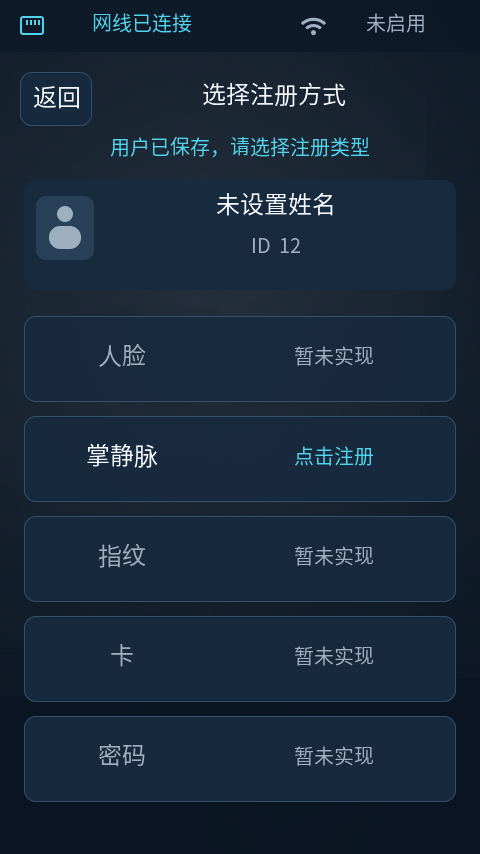 网线已连接 未启用
返回 选择注册方式
用户已保存，请选择注册类型
未设置姓名
ID 12
人脸 暂未实现
掌静脉 点击注册
指纹 暂未实现
卡 暂未实现
密码 暂未实现